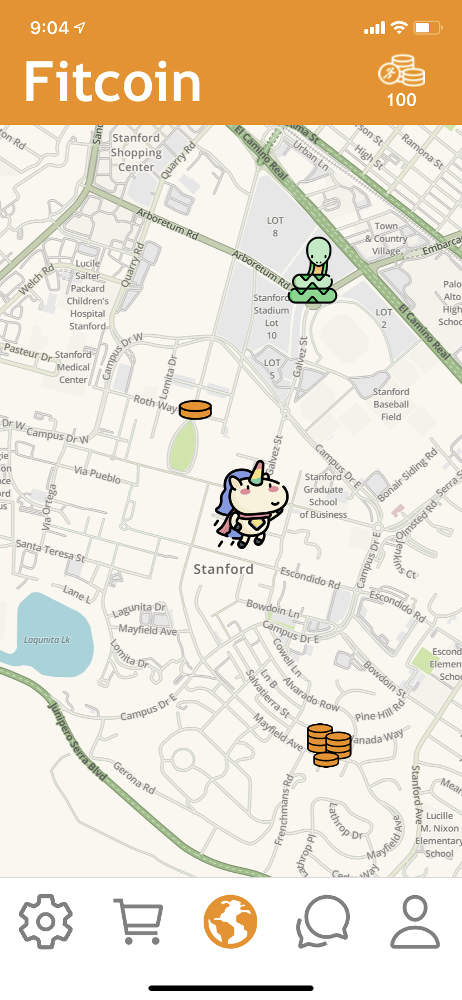 9:04
Fitcoin
100
ton Rd
Sand
Stanford
Shopping
Center
Quarry Rd
El Camino Real
Alma St
Urban Ln
High St
Ramona St
Arboretum Rd
LOT
8
Town
& Country
Village
Embarca
Arboretum Rd
Quarry Rd
Welch Rd
Lucile
Salter
Packard
Children's
Hospital
Stanford
Stanford
Stadium
Lot
10
LOT
2
Palo
Alto
High
Schoo
El Camino Real
Campus Dr W
Pasteur Dr
Stanford
Medical
Center
Lomita Dr
Galvez St
LOT
5
Roth Way
Stanford
Baseball
Field
Dr W
Campus Dr W
Galvez St
Via Pueblo
Campus Dr E
Bonair Siding Rd
Stanford
Graduate
School
of Business
Serra S
Olmsted Rd
Via Ortega
Santa Teresa St
Campus Dr E
Jenkins Ct
Stanford
Escondido Rd
Lane L
Lagunita Dr
Mayfield Ave
Bowdoin Ln
Campus Dr E
Escondido Rd
Laqunita Lk
Lomita Dr
Cowell Ln
Ln B
Salvatierra St
Alvarado Row
Bowdoin St
Escond
Elemen
Schoo
Campus Dr E
Pine Hill Rd
Mayfield Ave
Vanada Way
Junipero Serra Blvd
Gerona Rd
Frenchmans Rd
Stanford Ave
Mear
Lathrop Dr
Lathrop Pl
Mayfield Ave
Lucille
M. Nixon
Elementary
School
Cedro Way